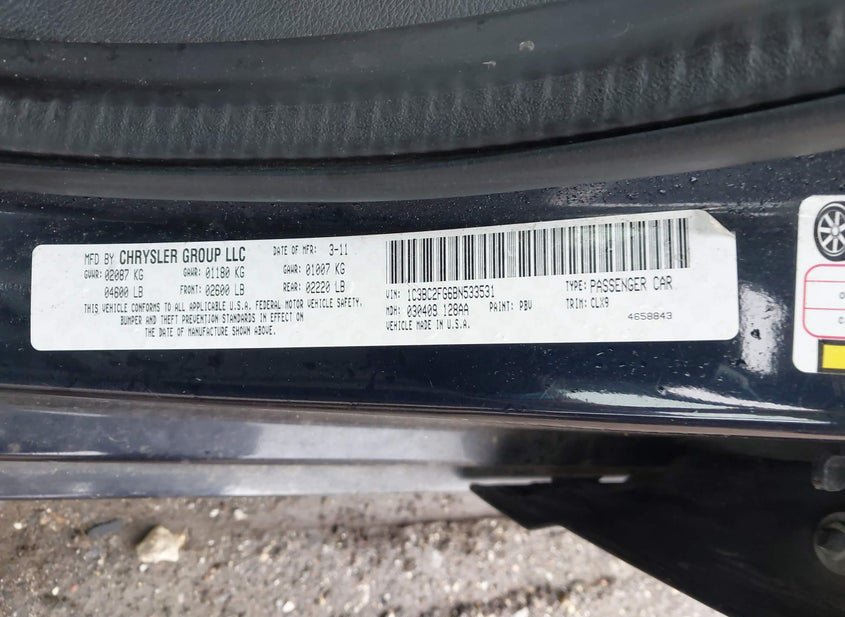 MFD BY CHRYSLER GROUP LLC DATE OF MFR: 3-11
GVWR: 02087 KG GAWR: 01180 KG GAWR: 01007 KG
04600 LB FRONT: 02600 LB REAR: 02220 LB
THIS VEHICLE CONFORMS TO ALL APPLICABLE U.S.A. FEDERAL MOTOR VEHICLE SAFETY,
BUMPER AND THEFT PREVENTION STANDARDS IN EFFECT ON
THE DATE OF MANUFACTURE SHOWN ABOVE.
VIN: 1C3BC2FG6BN533531 TYPE: PASSENGER CAR
MDH: 030409 128AA PAINT: PBV TRIM: CLX9
VEHICLE MADE IN U.S.A. 4658843